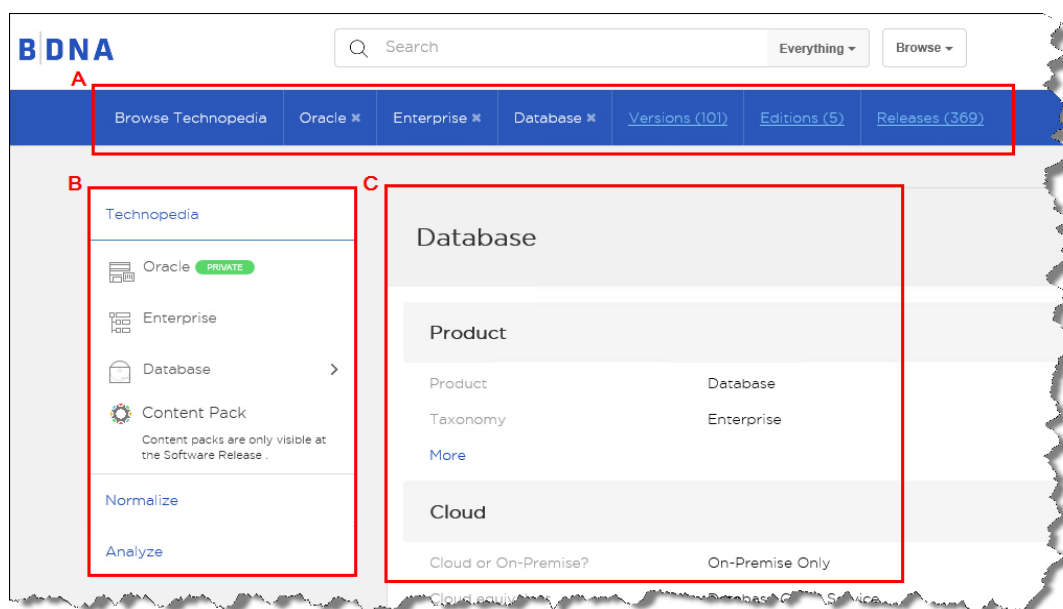 BDNA
Search
Everything
Browse
A
Browse Technopedia Oracle × Enterprise × Database × Versions (101) Editions (5) Releases (369)
B
C
Technopedia
Oracle PRIVATE
Enterprise
Database
Content Pack
Content packs are only visible at
the Software Release .
Normalize
Analyze
Database
Product
Product Database
Taxonomy Enterprise
More
Cloud
Cloud or On-Premise? On-Premise Only